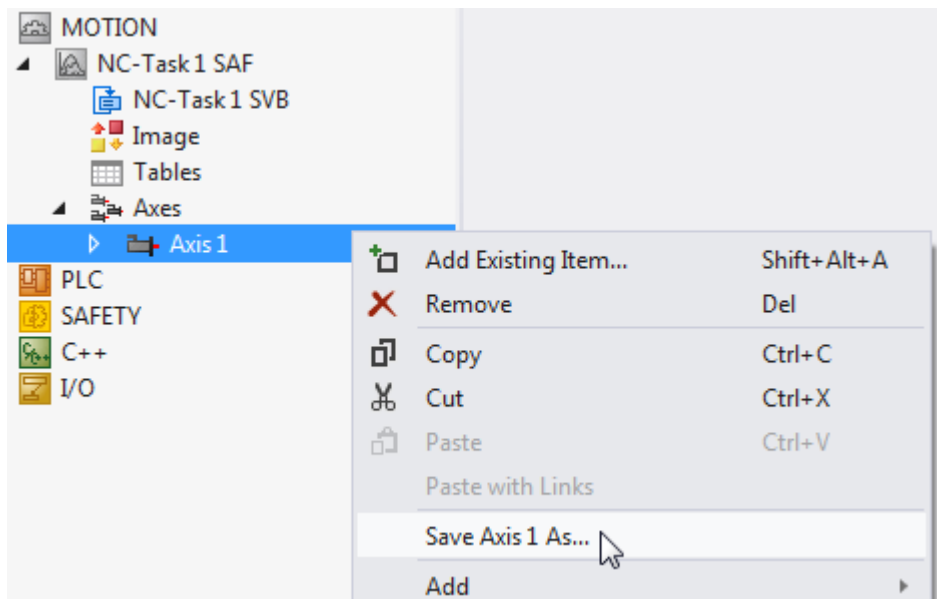 MOTION
NC-Task 1 SAF
NC-Task 1 SVB
Image
Tables
Axes
Axis 1
PLC
SAFETY
C++
I/O
Add Existing Item... Shift+Alt+A
Remove Del
Copy Ctrl+C
Cut Ctrl+X
Paste Ctrl+V
Paste with Links
Save Axis 1 As...
Add